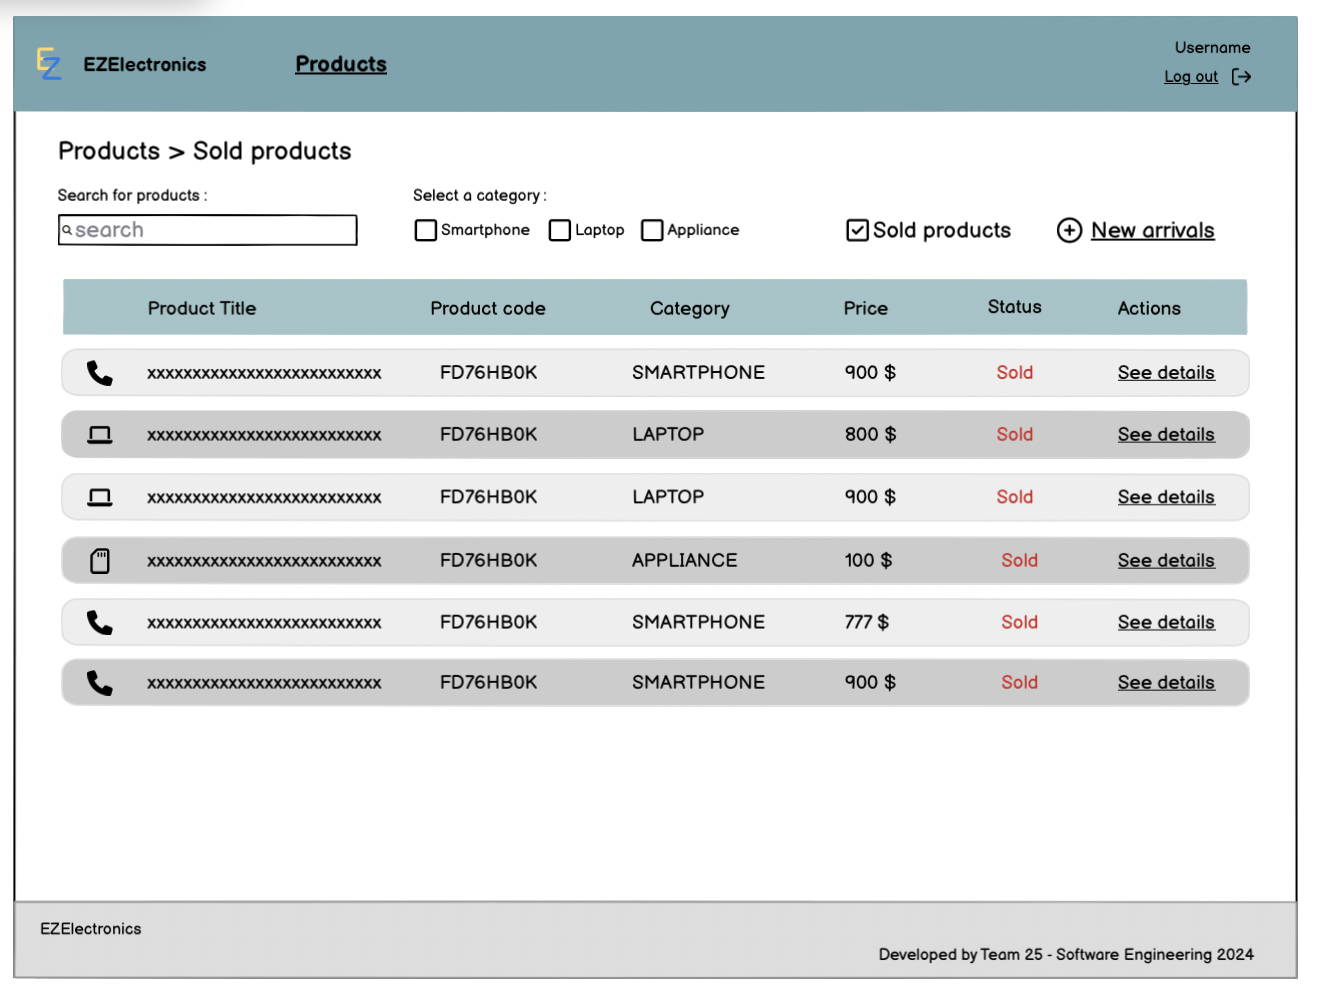 EZ EZElectronics Products Username
Log out
Products > Sold products
Search for products : Select a category :
search Smartphone Laptop Appliance Sold products New arrivals
Product Title Product code Category Price Status Actions
xxxxxxxxxxxxxxxxxxxxxxxxxx FD76HB0K SMARTPHONE 900 $ Sold See details
xxxxxxxxxxxxxxxxxxxxxxxxxx FD76HB0K LAPTOP 800 $ Sold See details
xxxxxxxxxxxxxxxxxxxxxxxxxx FD76HB0K LAPTOP 900 $ Sold See details
xxxxxxxxxxxxxxxxxxxxxxxxxx FD76HB0K APPLIANCE 100 $ Sold See details
xxxxxxxxxxxxxxxxxxxxxxxxxx FD76HB0K SMARTPHONE 777 $ Sold See details
xxxxxxxxxxxxxxxxxxxxxxxxxx FD76HB0K SMARTPHONE 900 $ Sold See details
EZElectronics
Developed by Team 25 - Software Engineering 2024